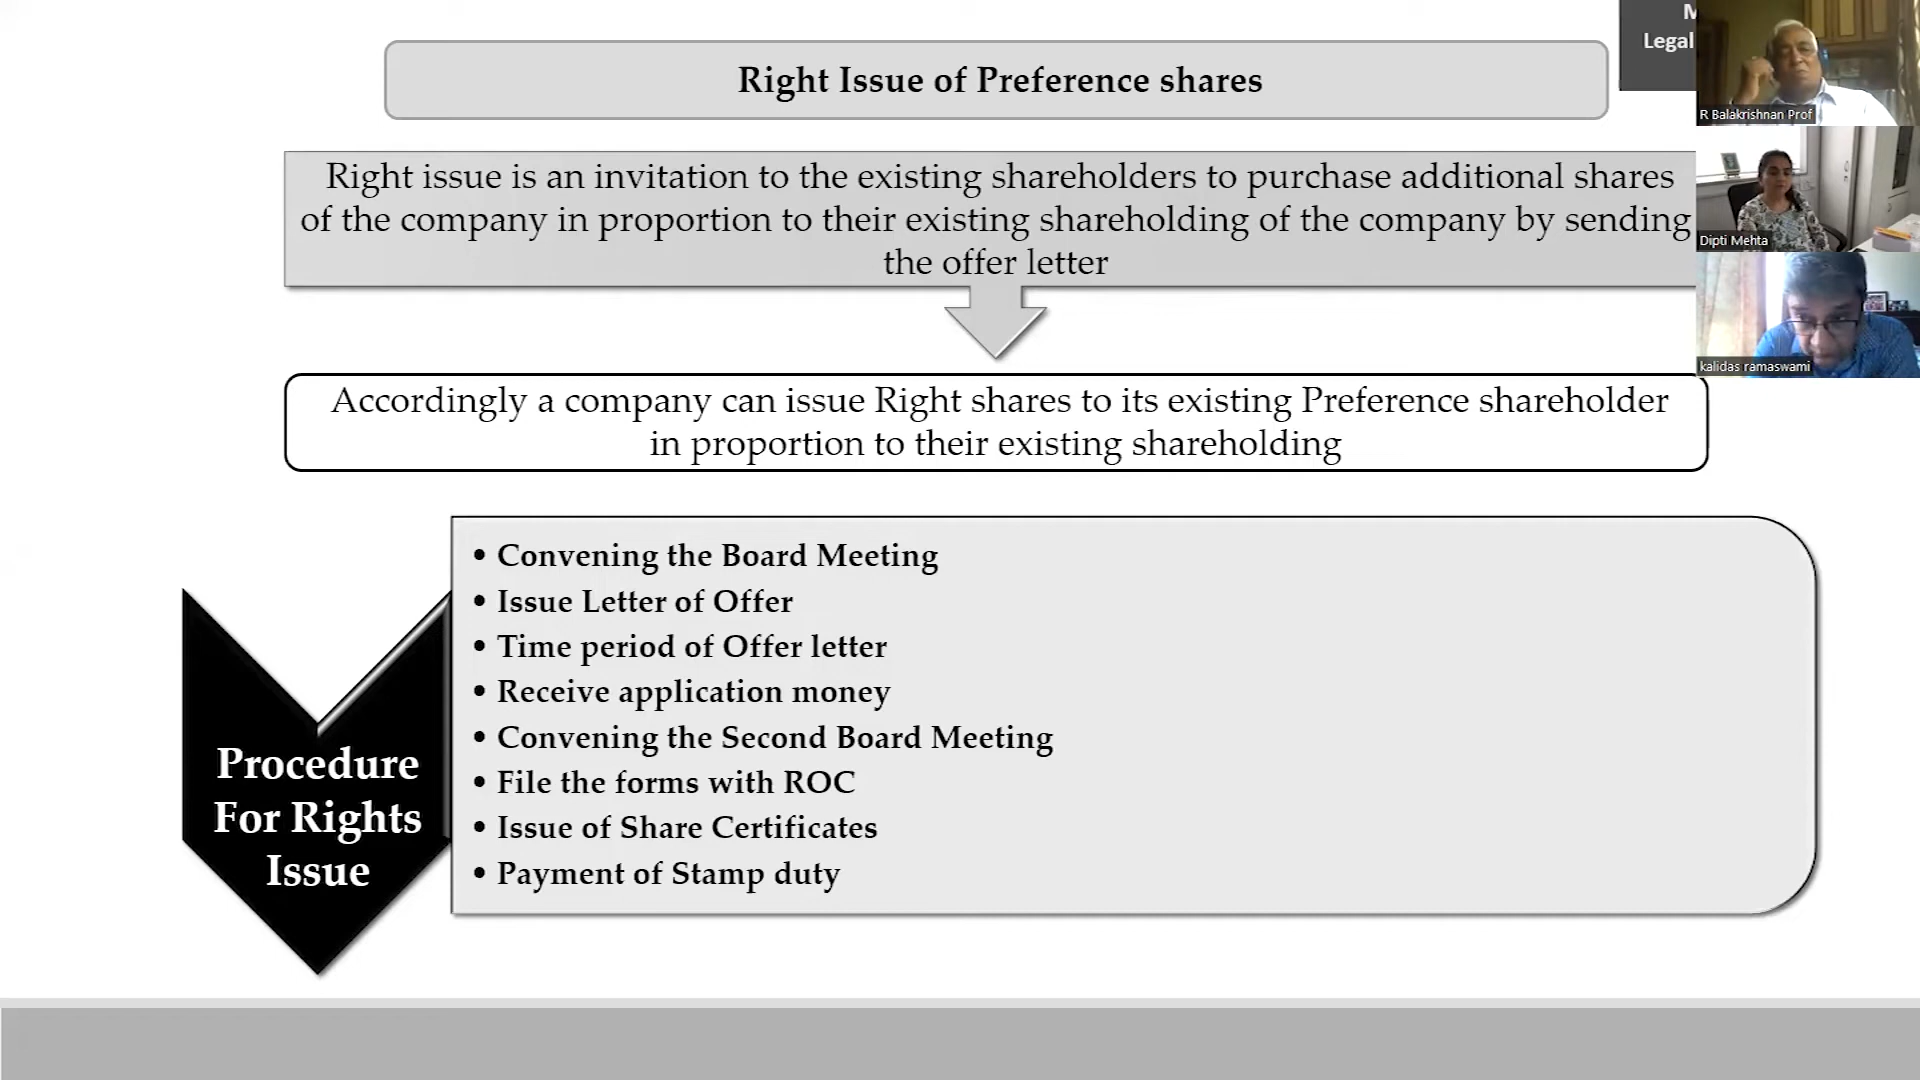 Right Issue of Preference shares
Legal
R Balakrishnan Prof
Right issue is an invitation to the existing shareholders to purchase additional shares
of the company in proportion to their existing shareholding of the company by sending
the offer letter
Dipti Mehta
kalidas ramaswami
Accordingly a company can issue Right shares to its existing Preference shareholder
in proportion to their existing shareholding
Procedure
For Rights
Issue
• Convening the Board Meeting
• Issue Letter of Offer
• Time period of Offer letter
• Receive application money
• Convening the Second Board Meeting
• File the forms with ROC
• Issue of Share Certificates
• Payment of Stamp duty